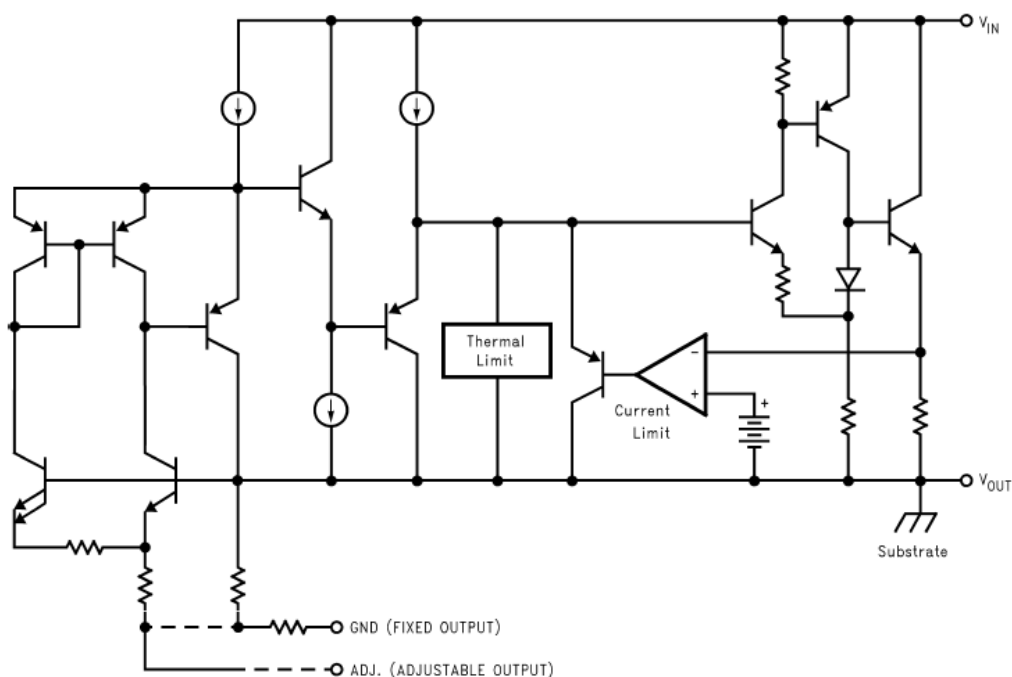 V_IN
Thermal
Limit
−
+
+
Current
Limit
V_OUT
Substrate
GND (FIXED OUTPUT)
ADJ. (ADJUSTABLE OUTPUT)